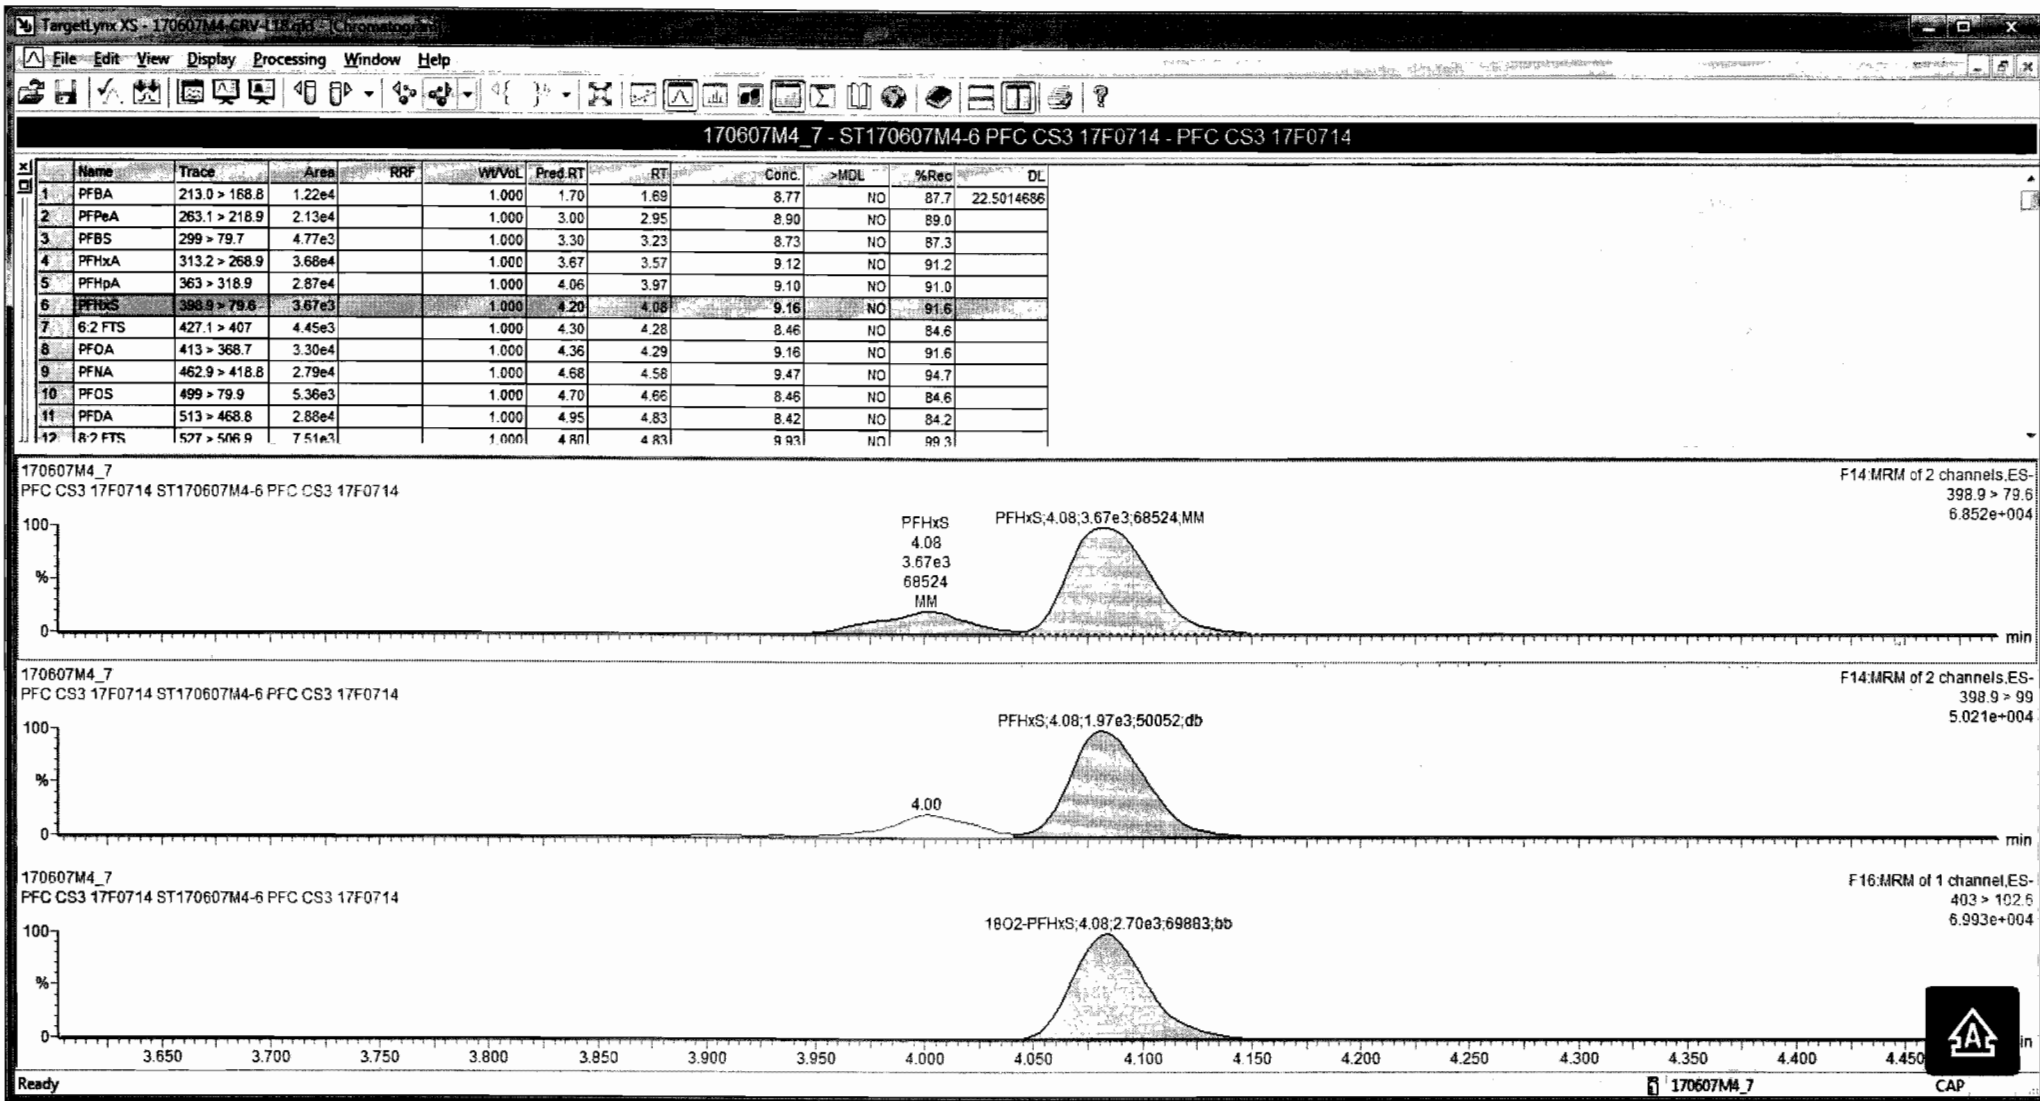 TargetLynx XS - 170607M4-CRV-L18.qld - [Chromatogram]
File Edit View Display Processing Window Help
170607M4_7 - ST170607M4-6 PFC CS3 17F0714 - PFC CS3 17F0714
Name Trace Area RRF Wt/Vol. Pred.RT RT Conc. >MDL %Rec DL
1 PFBA 213.0 > 168.8 1.22e4 1.000 1.70 1.69 8.77 NO 87.7 22.5014686
2 PFPeA 263.1 > 218.9 2.13e4 1.000 3.00 2.95 8.90 NO 89.0
3 PFBS 299 > 79.7 4.77e3 1.000 3.30 3.23 8.73 NO 87.3
4 PFHxA 313.2 > 268.9 3.68e4 1.000 3.67 3.57 9.12 NO 91.2
5 PFHpA 363 > 318.9 2.87e4 1.000 4.06 3.97 9.10 NO 91.0
6 PFHxS 398.9 > 79.6 3.67e3 1.000 4.20 4.08 9.16 NO 91.6
7 6:2 FTS 427.1 > 407 4.45e3 1.000 4.30 4.28 8.46 NO 84.6
8 PFOA 413 > 368.7 3.30e4 1.000 4.36 4.29 9.16 NO 91.6
9 PFNA 462.9 > 418.8 2.79e4 1.000 4.68 4.58 9.47 NO 94.7
10 PFOS 499 > 79.9 5.36e3 1.000 4.70 4.66 8.46 NO 84.6
11 PFDA 513 > 468.8 2.88e4 1.000 4.95 4.83 8.42 NO 84.2
12 8:2 FTS 527 > 506.9 7.51e3 1.000 4.80 4.83 9.93 NO 99.3
170607M4_7
PFC CS3 17F0714 ST170607M4-6 PFC CS3 17F0714
F14:MRM of 2 channels,ES-
398.9 > 79.6
6.852e+004
100
%
0
PFHxS
4.08
3.67e3
68524
MM
PFHxS;4.08;3.67e3;68524;MM
min
170607M4_7
PFC CS3 17F0714 ST170607M4-6 PFC CS3 17F0714
F14:MRM of 2 channels,ES-
398.9 > 99
5.021e+004
100
%
0
4.00
PFHxS;4.08;1.97e3;50052;db
min
170607M4_7
PFC CS3 17F0714 ST170607M4-6 PFC CS3 17F0714
F16:MRM of 1 channel,ES-
403 > 102.6
6.993e+004
100
%
0
18O2-PFHxS;4.08;2.70e3;69883;bb
in
3.650 3.700 3.750 3.800 3.850 3.900 3.950 4.000 4.050 4.100 4.150 4.200 4.250 4.300 4.350 4.400 4.450
A
Ready 170607M4_7 CAP